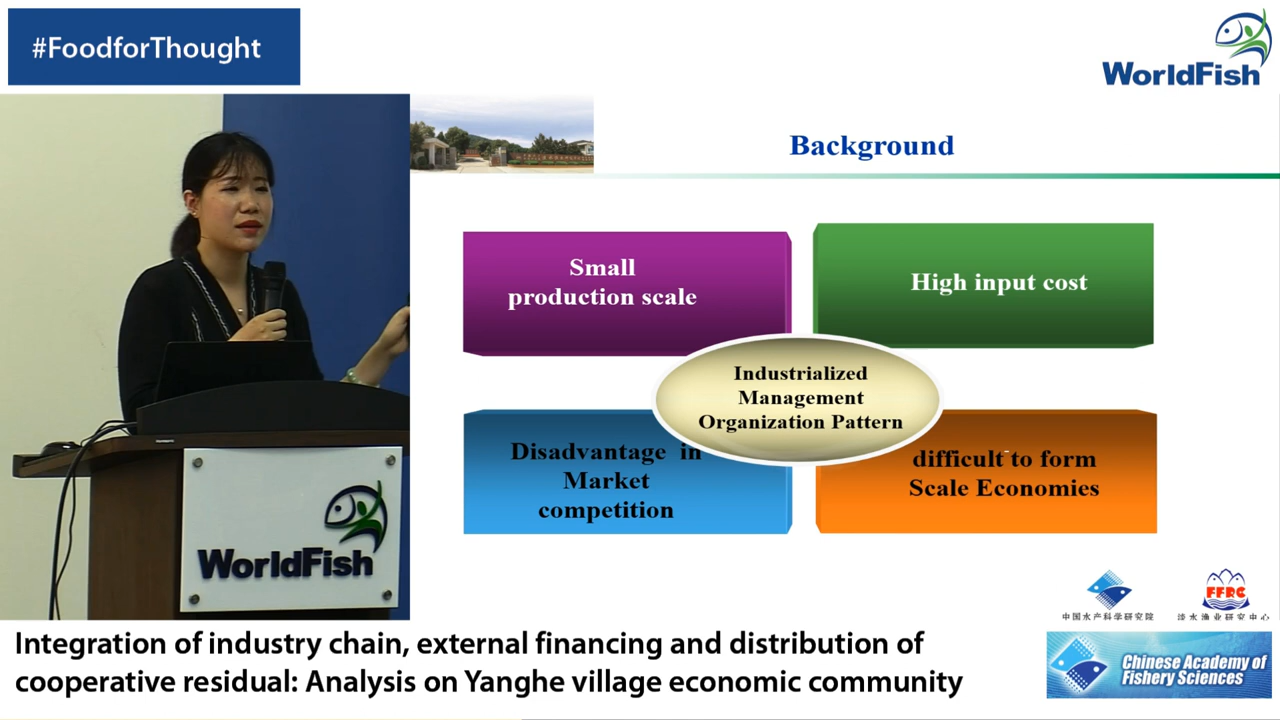 #FoodforThought
WorldFish
Background
Small
production scale
High input cost
Industrialized
Management
Organization Pattern
Disadvantage in
Market
competition
difficult to form
Scale Economies
WorldFish
中国水产科学研究院
FFRC
淡水渔业研究中心
Integration of industry chain, external financing and distribution of
cooperative residual: Analysis on Yanghe village economic community
Chinese Academy of
Fishery Sciences